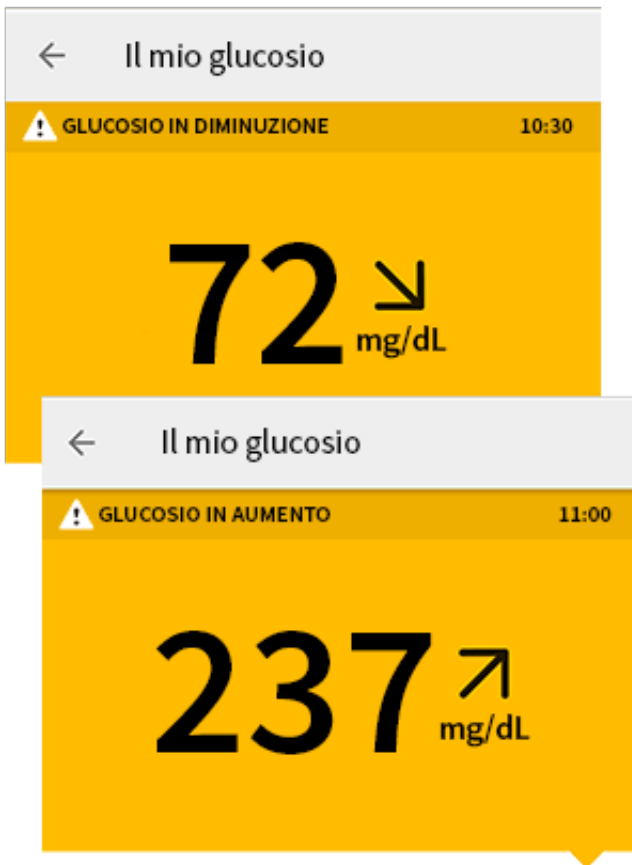 Il mio glucosio
GLUCOSIO IN DIMINUZIONE 10:30
72
mg/dL
Il mio glucosio
GLUCOSIO IN AUMENTO 11:00
237
mg/dL